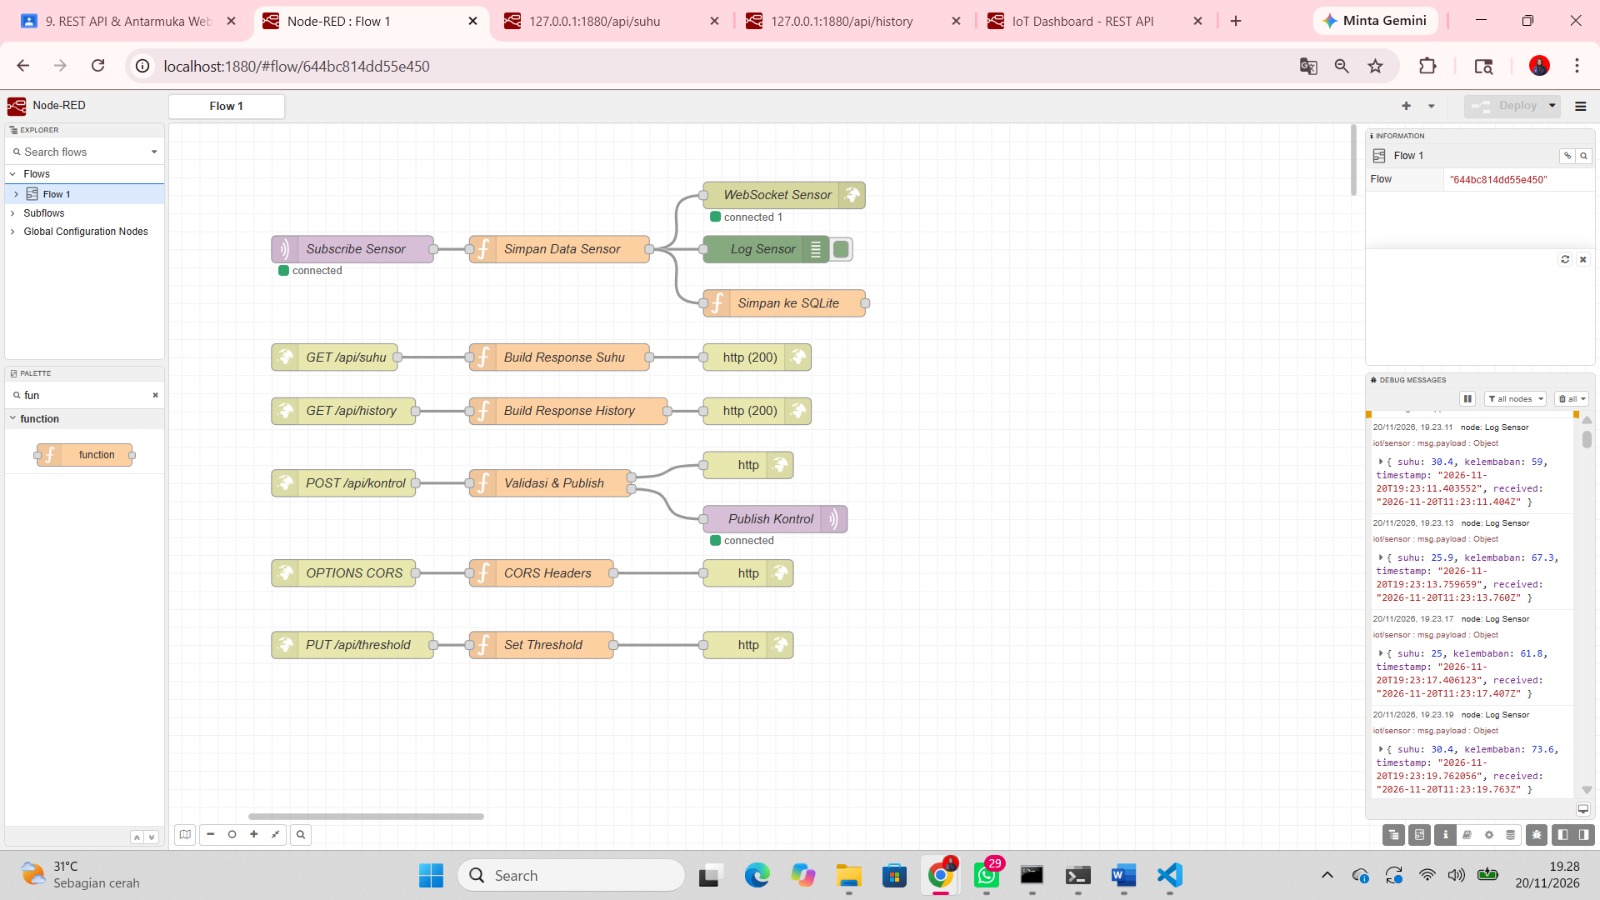 9. REST API & Antarmuka Web
Node-RED : Flow 1
127.0.0.1:1880/api/suhu
127.0.0.1:1880/api/history
IoT Dashboard - REST API
Minta Gemini
localhost:1880/#flow/644bc814dd55e450
Node-RED
Flow 1
Deploy
EXPLORER
Search flows
Flows
Flow 1
Subflows
Global Configuration Nodes
PALETTE
fun
function
function
WebSocket Sensor
connected 1
Subscribe Sensor
connected
Simpan Data Sensor
Log Sensor
Simpan ke SQLite
GET /api/suhu
Build Response Suhu
http (200)
GET /api/history
Build Response History
http (200)
POST /api/kontrol
Validasi & Publish
http
Publish Kontrol
connected
OPTIONS CORS
CORS Headers
http
PUT /api/threshold
Set Threshold
http
INFORMATION
Flow 1
Flow "644bc814dd55e450"
DEBUG MESSAGES
all nodes
all
20/11/2026, 19.23.11 node: Log Sensor
iot/sensor : msg.payload : Object
{ suhu: 30.4, kelembaban: 59,
timestamp: "2026-11-
20T19:23:11.403552", received:
"2026-11-20T11:23:11.404Z" }
20/11/2026, 19.23.13 node: Log Sensor
iot/sensor : msg.payload : Object
{ suhu: 25.9, kelembaban: 67.3,
timestamp: "2026-11-
20T19:23:13.759659", received:
"2026-11-20T11:23:13.760Z" }
20/11/2026, 19.23.17 node: Log Sensor
iot/sensor : msg.payload : Object
{ suhu: 25, kelembaban: 61.8,
timestamp: "2026-11-
20T19:23:17.406123", received:
"2026-11-20T11:23:17.407Z" }
20/11/2026, 19.23.19 node: Log Sensor
iot/sensor : msg.payload : Object
{ suhu: 30.4, kelembaban: 73.6,
timestamp: "2026-11-
20T19:23:19.762056", received:
"2026-11-20T11:23:19.763Z" }
31°C
Sebagian cerah
Search
29
19.28
20/11/2026